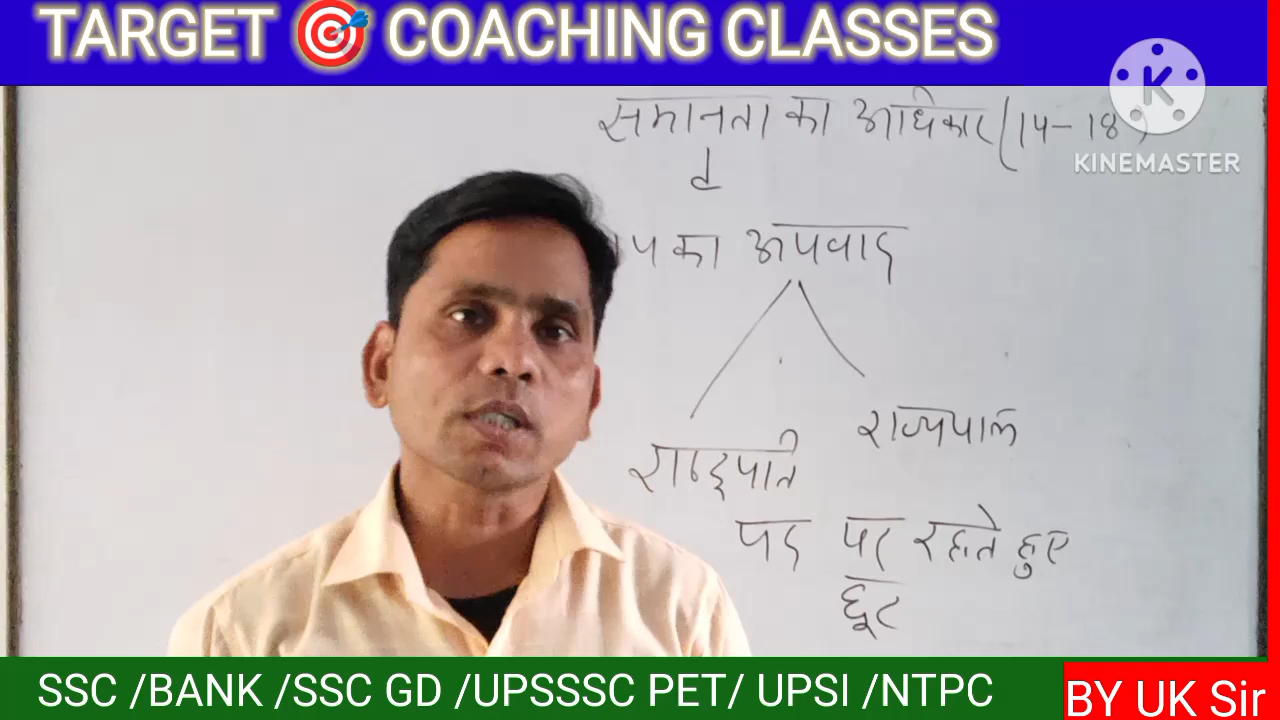 TARGET 🎯 COACHING CLASSES
K
KINEMASTER
समानता का अधिकार (14-18)
का अपवाद
राष्ट्रपति
राज्यपाल
पद पर रहते हुए
छूट
SSC /BANK /SSC GD /UPSSSC PET/ UPSI /NTPC
BY UK Sir